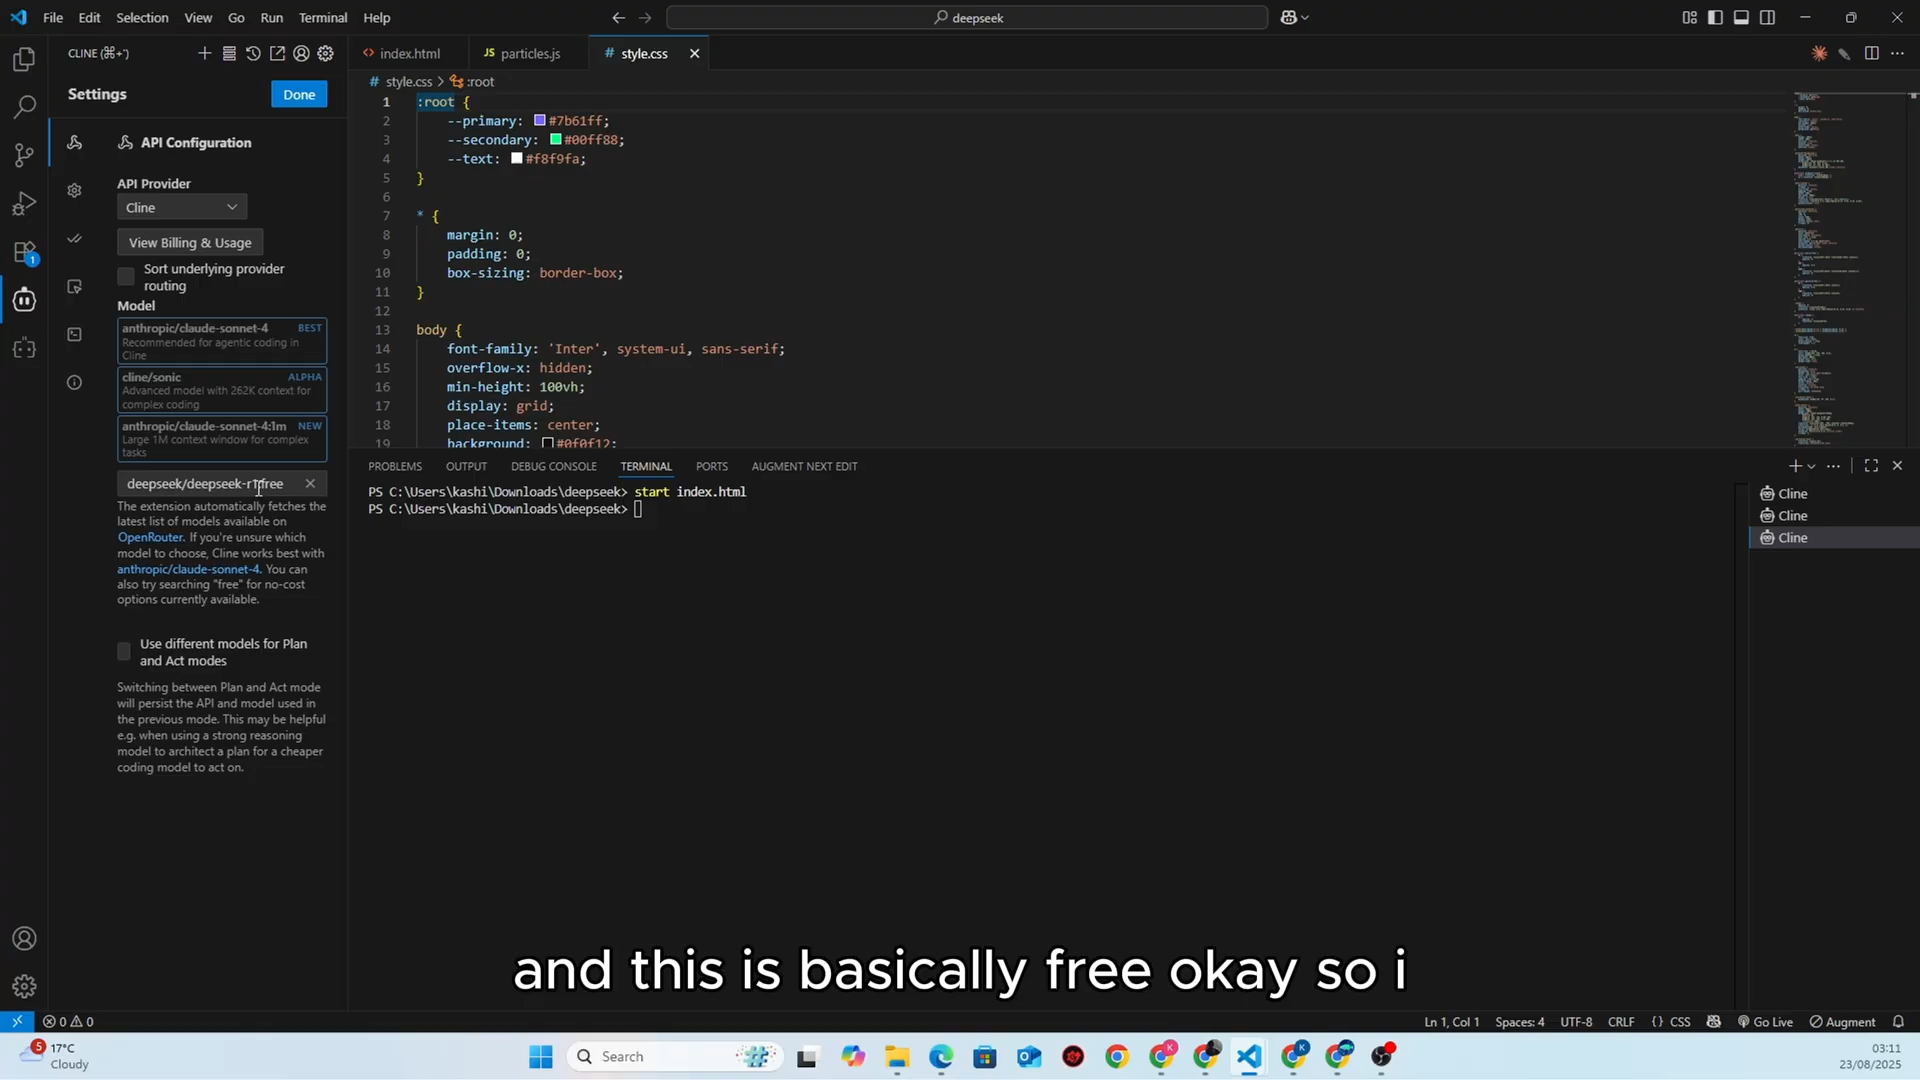 File Edit Selection View Go Run Terminal Help
deepseek
CLINE (⌘+')
index.html
JS particles.js
# style.css
Settings
Done
# style.css > :root
API Configuration
API Provider
Cline
View Billing & Usage
Sort underlying provider
routing
Model
anthropic/claude-sonnet-4 BEST
Recommended for agentic coding in
Cline
cline/sonic ALPHA
Advanced model with 262K context for
complex coding
anthropic/claude-sonnet-4:1m NEW
Large 1M context window for complex
tasks
deepseek/deepseek-r1:free
The extension automatically fetches the
latest list of models available on
OpenRouter. If you're unsure which
model to choose, Cline works best with
anthropic/claude-sonnet-4. You can
also try searching "free" for no-cost
options currently available.
Use different models for Plan
and Act modes
Switching between Plan and Act mode
will persist the API and model used in
the previous mode. This may be helpful
e.g. when using a strong reasoning
model to architect a plan for a cheaper
coding model to act on.
1
1 :root {
2 --primary: #7b61ff;
3 --secondary: #00ff88;
4 --text: #f8f9fa;
5 }
6
7 * {
8 margin: 0;
9 padding: 0;
10 box-sizing: border-box;
11 }
12
13 body {
14 font-family: 'Inter', system-ui, sans-serif;
15 overflow-x: hidden;
16 min-height: 100vh;
17 display: grid;
18 place-items: center;
19 background: #0f0f12;
PROBLEMS OUTPUT DEBUG CONSOLE TERMINAL PORTS AUGMENT NEXT EDIT
PS C:\Users\kashi\Downloads\deepseek> start index.html
PS C:\Users\kashi\Downloads\deepseek>
Cline
Cline
Cline
and this is basically free okay so i
0 0
Ln 1, Col 1 Spaces: 4 UTF-8 CRLF {} CSS Go Live Augment
5
17°C
Cloudy
Search
K
K
03:11
23/08/2025